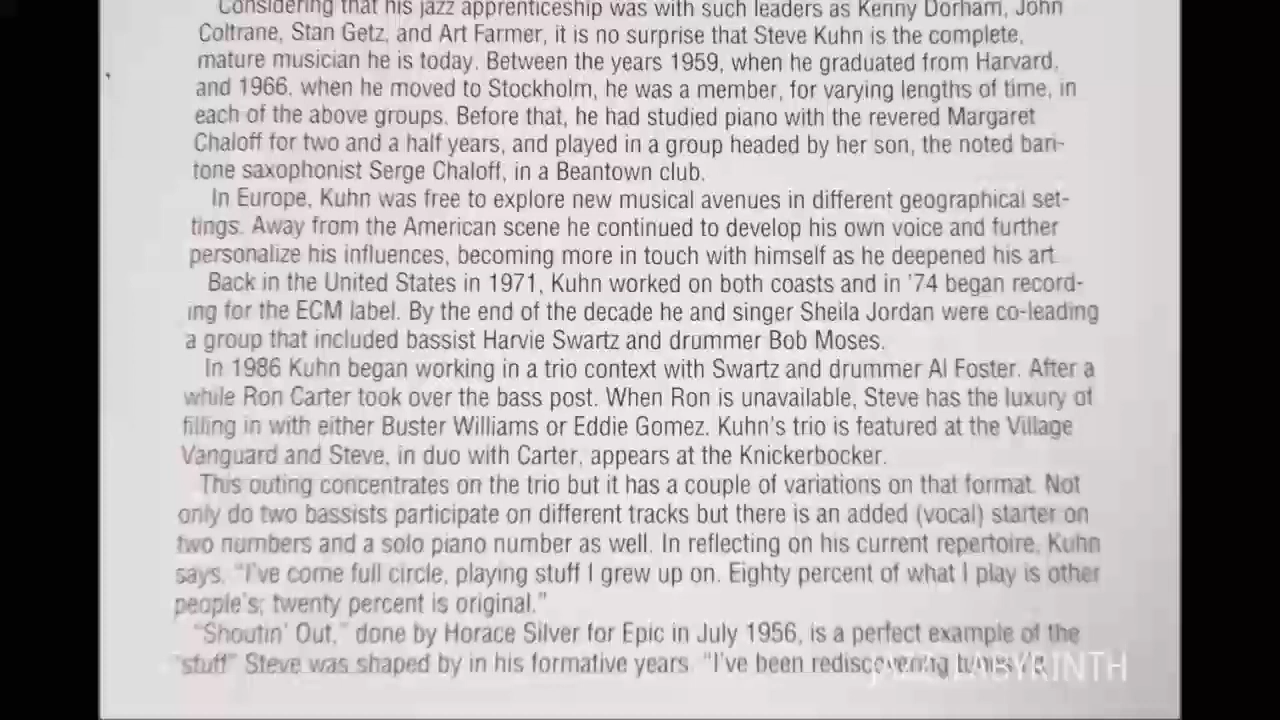 Considering that his jazz apprenticeship was with such leaders as Kenny Dorham, John
Coltrane, Stan Getz, and Art Farmer, it is no surprise that Steve Kuhn is the complete,
mature musician he is today. Between the years 1959, when he graduated from Harvard,
and 1966, when he moved to Stockholm, he was a member, for varying lengths of time, in
each of the above groups. Before that, he had studied piano with the revered Margaret
Chaloff for two and a half years, and played in a group headed by her son, the noted bari-
tone saxophonist Serge Chaloff, in a Beantown club.
In Europe, Kuhn was free to explore new musical avenues in different geographical set-
tings. Away from the American scene he continued to develop his own voice and further
personalize his influences, becoming more in touch with himself as he deepened his art.
Back in the United States in 1971, Kuhn worked on both coasts and in '74 began record-
ing for the ECM label. By the end of the decade he and singer Sheila Jordan were co-leading
a group that included bassist Harvie Swartz and drummer Bob Moses.
In 1986 Kuhn began working in a trio context with Swartz and drummer Al Foster. After a
while Ron Carter took over the bass post. When Ron is unavailable, Steve has the luxury of
filling in with either Buster Williams or Eddie Gomez. Kuhn's trio is featured at the Village
Vanguard and Steve, in duo with Carter, appears at the Knickerbocker.
This outing concentrates on the trio but it has a couple of variations on that format. Not
only do two bassists participate on different tracks but there is an added (vocal) starter on
two numbers and a solo piano number as well. In reflecting on his current repertoire, Kuhn
says, "I've come full circle, playing stuff I grew up on. Eighty percent of what I play is other
people's; twenty percent is original."
"Shoutin' Out," done by Horace Silver for Epic in July 1956, is a perfect example of the
"stuff" Steve was shaped by in his formative years. "I've been rediscovering tunes I'd
JAZZ LABYRINTH